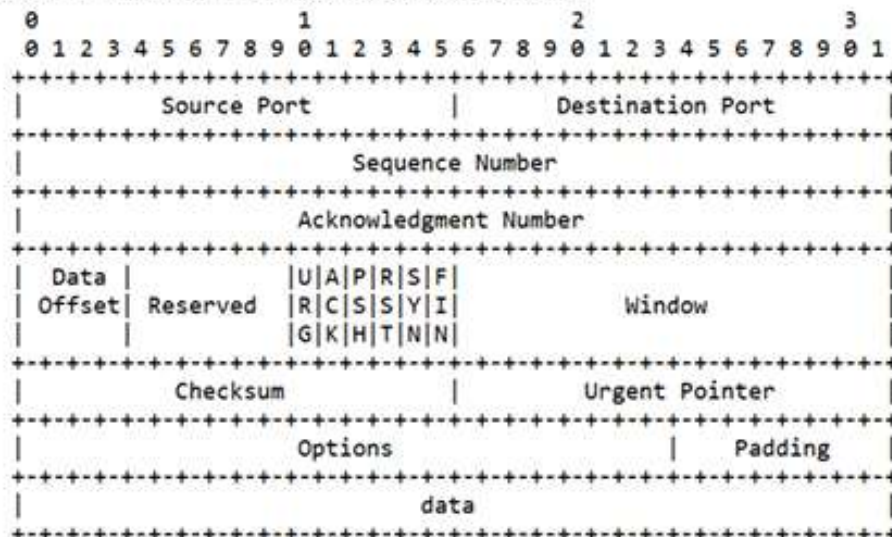 0 1 2 3
0 1 2 3 4 5 6 7 8 9 0 1 2 3 4 5 6 7 8 9 0 1 2 3 4 5 6 7 8 9 0 1
+-+-+-+-+-+-+-+-+-+-+-+-+-+-+-+-+-+-+-+-+-+-+-+-+-+-+-+-+-+-+-+-+
| Source Port | Destination Port |
+-+-+-+-+-+-+-+-+-+-+-+-+-+-+-+-+-+-+-+-+-+-+-+-+-+-+-+-+-+-+-+-+
| Sequence Number |
+-+-+-+-+-+-+-+-+-+-+-+-+-+-+-+-+-+-+-+-+-+-+-+-+-+-+-+-+-+-+-+-+
| Acknowledgment Number |
+-+-+-+-+-+-+-+-+-+-+-+-+-+-+-+-+-+-+-+-+-+-+-+-+-+-+-+-+-+-+-+-+
| Data | |U|A|P|R|S|F| |
| Offset| Reserved |R|C|S|S|Y|I| Window |
| | |G|K|H|T|N|N| |
+-+-+-+-+-+-+-+-+-+-+-+-+-+-+-+-+-+-+-+-+-+-+-+-+-+-+-+-+-+-+-+-+
| Checksum | Urgent Pointer |
+-+-+-+-+-+-+-+-+-+-+-+-+-+-+-+-+-+-+-+-+-+-+-+-+-+-+-+-+-+-+-+-+
| Options | Padding |
+-+-+-+-+-+-+-+-+-+-+-+-+-+-+-+-+-+-+-+-+-+-+-+-+-+-+-+-+-+-+-+-+
| data |
+-+-+-+-+-+-+-+-+-+-+-+-+-+-+-+-+-+-+-+-+-+-+-+-+-+-+-+-+-+-+-+-+